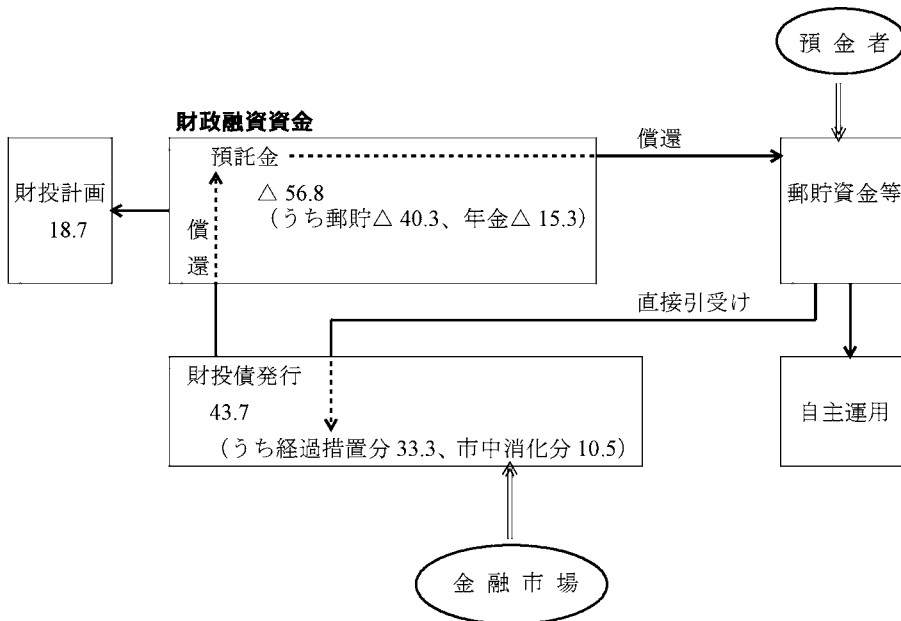 預 金 者
財政融資資金
預託金
償還
△ 56.8
(うち郵貯△ 40.3、年金△ 15.3)
償
還
財投計画
18.7
郵貯資金等
直接引受け
財投債発行
43.7
(うち経過措置分 33.3、市中消化分 10.5)
自主運用
金 融 市 場